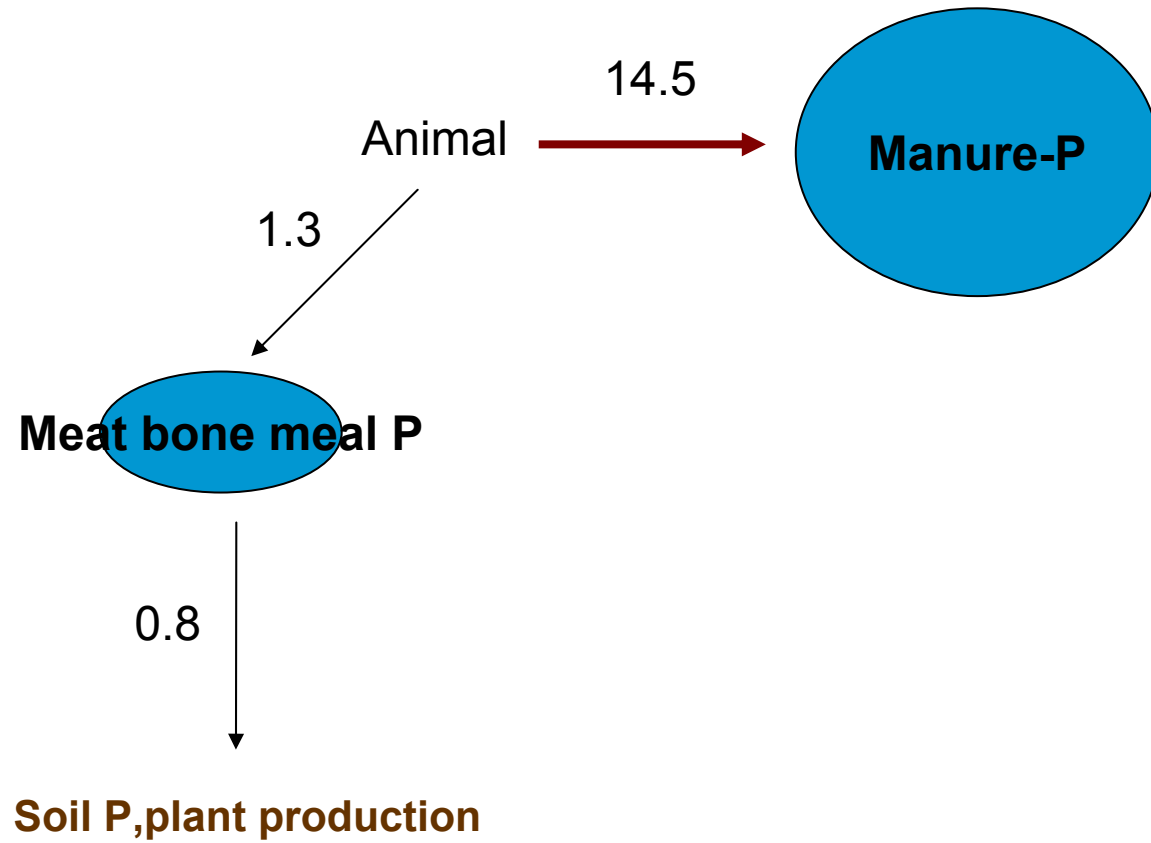 14.5
Animal
Manure-P
1.3
Meat bone meal P
0.8
Soil P,plant production